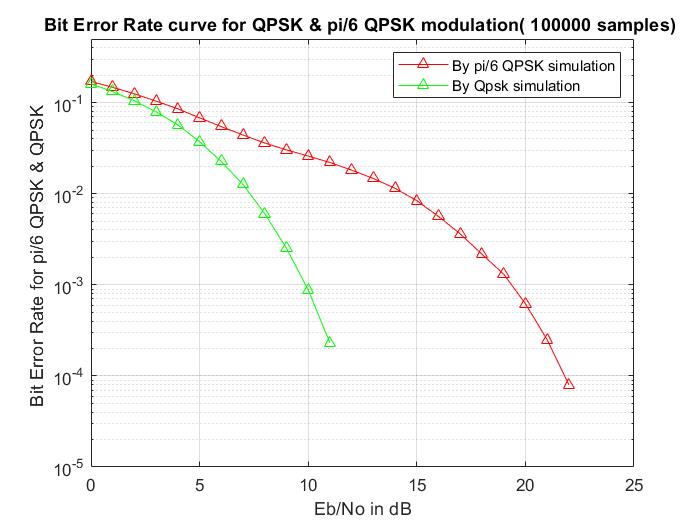 Bit Error Rate curve for QPSK & pi/6 QPSK modulation( 100000 samples)
By pi/6 QPSK simulation
By Qpsk simulation
Bit Error Rate for pi/6 QPSK & QPSK
10^-1
10^-2
10^-3
10^-4
10^-5
0 5 10 15 20 25
Eb/No in dB